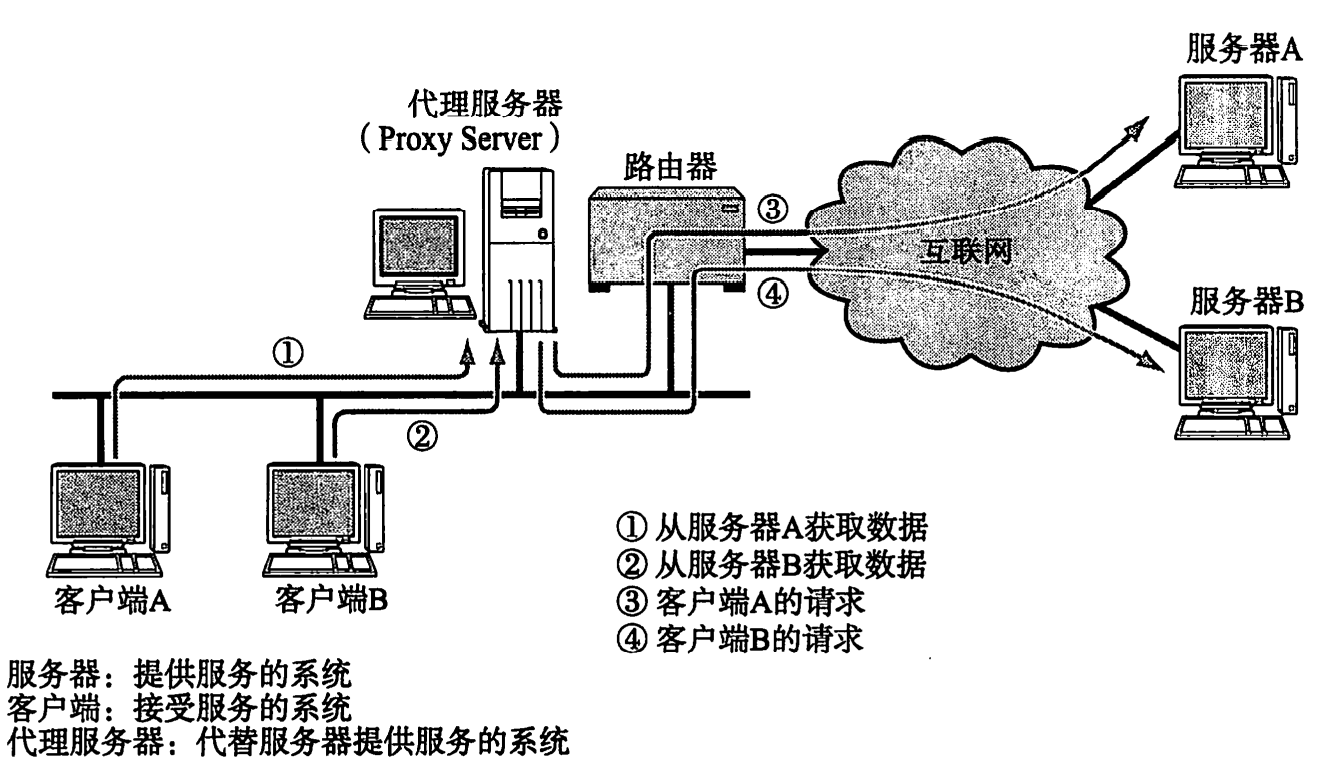 服务器A
代理服务器
（Proxy Server）
路由器
③
互联网
④
服务器B
①
②
客户端A
客户端B
① 从服务器A获取数据
② 从服务器B获取数据
③ 客户端A的请求
④ 客户端B的请求
服务器：提供服务的系统
客户端：接受服务的系统
代理服务器：代替服务器提供服务的系统